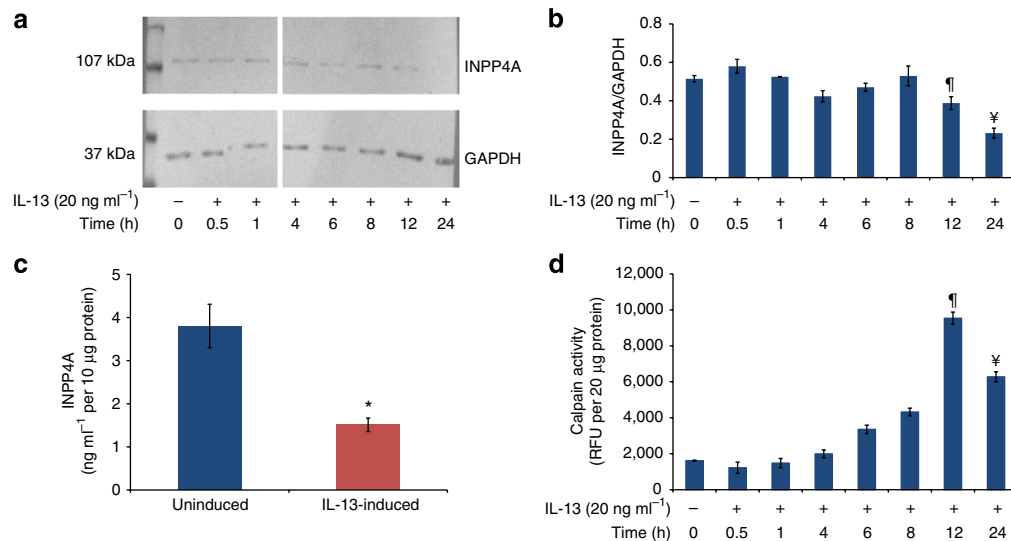 a
107 kDa
INPP4A
37 kDa
GAPDH
IL-13 (20 ng ml⁻¹) – + + + + + + +
Time (h) 0 0.5 1 4 6 8 12 24
b
INPP4A/GAPDH
0.8
0.6
0.4
0.2
0
¶
¥
IL-13 (20 ng ml⁻¹) – + + + + + + +
Time (h) 0 0.5 1 4 6 8 12 24
c
INPP4A
(ng ml⁻¹ per 10 µg protein)
5
4
3
2
1
0
*
Uninduced IL-13-induced
d
Calpain activity
(RFU per 20 µg protein)
12,000
10,000
8,000
6,000
4,000
2,000
0
¶
¥
IL-13 (20 ng ml⁻¹) – + + + + + + +
Time (h) 0 0.5 1 4 6 8 12 24